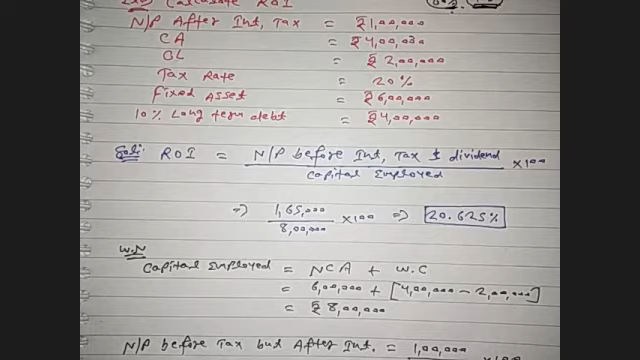 Calculate ROI
N/P After Int, Tax = ₹1,00,000
CA = ₹4,00,000
CL = ₹2,00,000
Tax Rate = 20%
Fixed Asset = ₹6,00,000
10% Long term debt = ₹4,00,000
Sol: ROI = N/P before Int, Tax & dividend / Capital Employed ×100
⇒ 1,65,000 / 8,00,000 ×100 ⇒ 20.625%
W.N
Capital Employed = NCA + W.C
= 6,00,000 + [4,00,000 − 2,00,000]
= ₹8,00,000
N/P before Tax but After Int. = 1,00,000 ×100